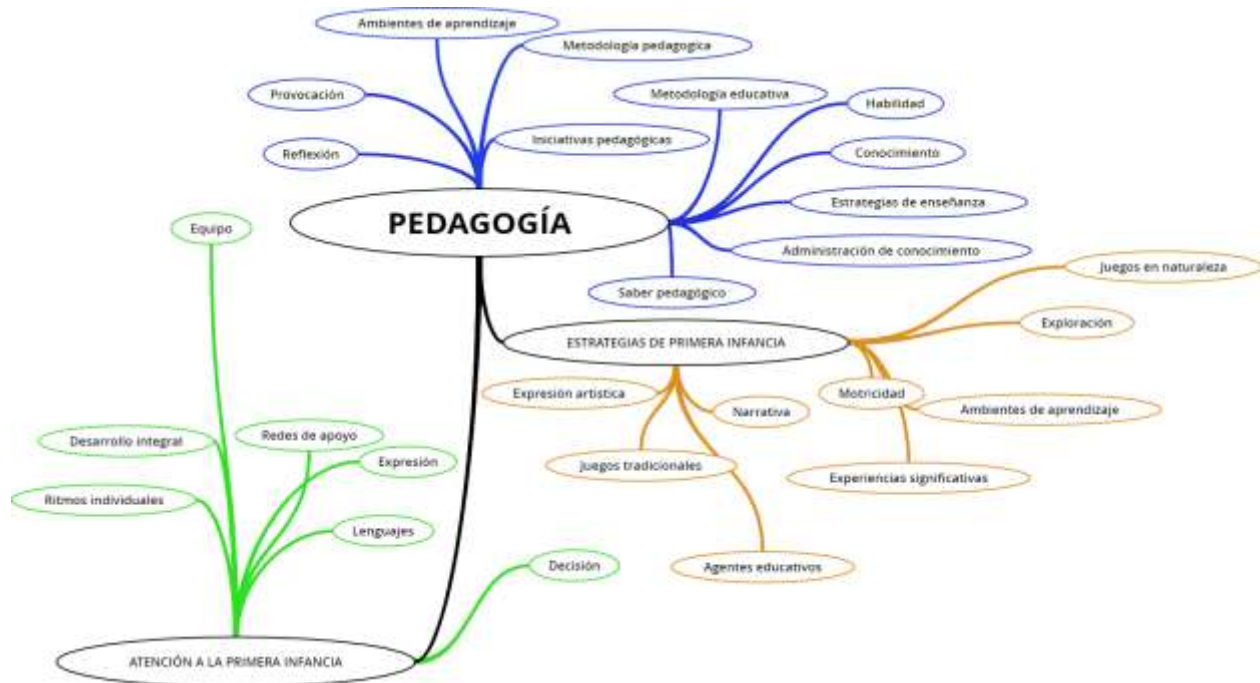 Ambientes de aprendizaje
Metodología pedagogica
Provocación
Metodología educativa
Habilidad
Reflexión
Iniciativas pedagógicas
Conocimiento
PEDAGOGÍA
Estrategias de enseñanza
Equipo
Administración de conocimiento
Juegos en naturaleza
Saber pedagógico
Exploración
ESTRATEGIAS DE PRIMERA INFANCIA
Expresión artística
Narrativa
Motricidad
Ambientes de aprendizaje
Desarrollo integral
Redes de apoyo
Expresión
Juegos tradicionales
Experiencias significativas
Ritmos individuales
Lenguajes
Decisión
Agentes educativos
ATENCIÓN A LA PRIMERA INFANCIA